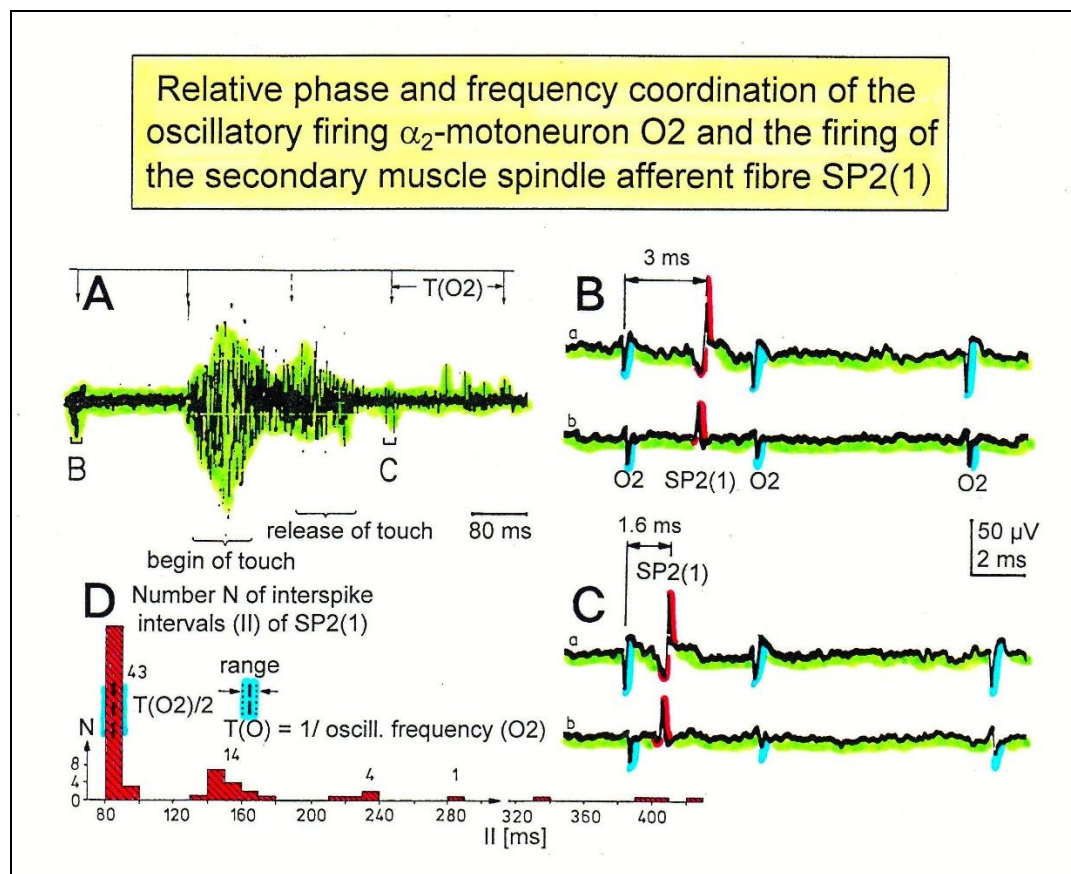 Relative phase and frequency coordination of the
oscillatory firing α₂-motoneuron O2 and the firing of
the secondary muscle spindle afferent fibre SP2(1)
A
T(O2)
B
C
80 ms
release of touch
begin of touch
B
3 ms
a
b
O2
SP2(1)
O2
O2
50 µV
2 ms
1.6 ms
SP2(1)
C
a
b
D
Number N of interspike
intervals (II) of SP2(1)
43
range
T(O2)/2
T(O) = 1/ oscill. frequency (O2)
N
14
4
1
8
4
0
80 120 160 200 240 280 320 400
II [ms]